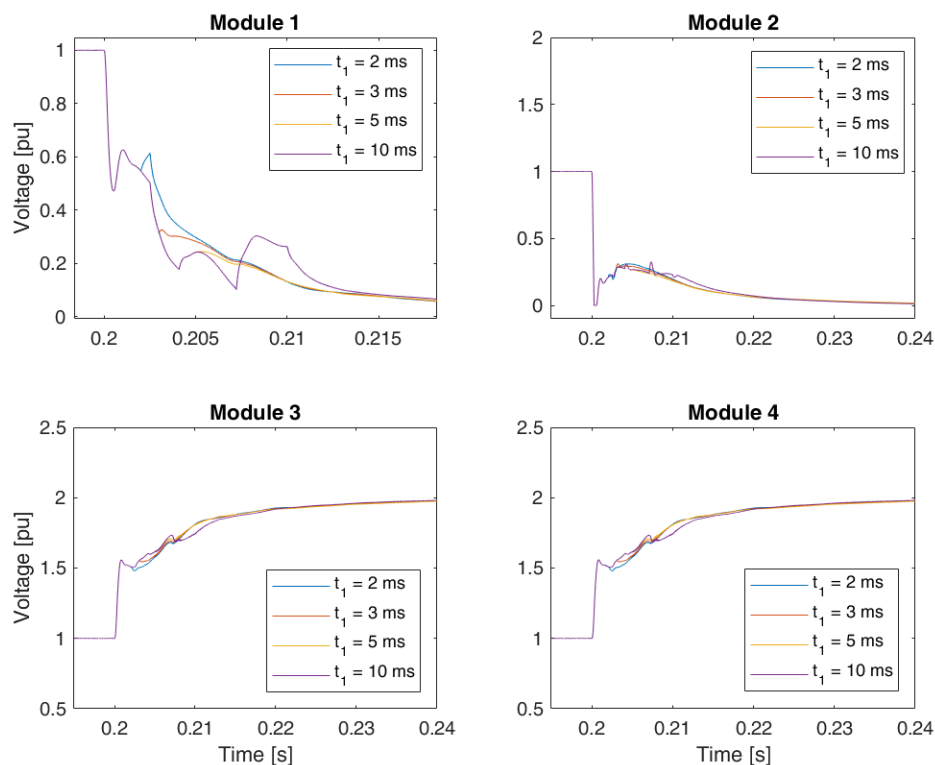 Module 1
Voltage [pu]
1
0.8
0.6
0.4
0.2
0
0.2
0.205
0.21
0.215
t1 = 2 ms
t1 = 3 ms
t1 = 5 ms
t1 = 10 ms
Module 2
2
1.5
1
0.5
0
0.2
0.21
0.22
0.23
0.24
t1 = 2 ms
t1 = 3 ms
t1 = 5 ms
t1 = 10 ms
Module 3
Voltage [pu]
2.5
2
1.5
1
0.5
0.2
0.21
0.22
0.23
0.24
Time [s]
t1 = 2 ms
t1 = 3 ms
t1 = 5 ms
t1 = 10 ms
Module 4
2.5
2
1.5
1
0.5
0.2
0.21
0.22
0.23
0.24
Time [s]
t1 = 2 ms
t1 = 3 ms
t1 = 5 ms
t1 = 10 ms